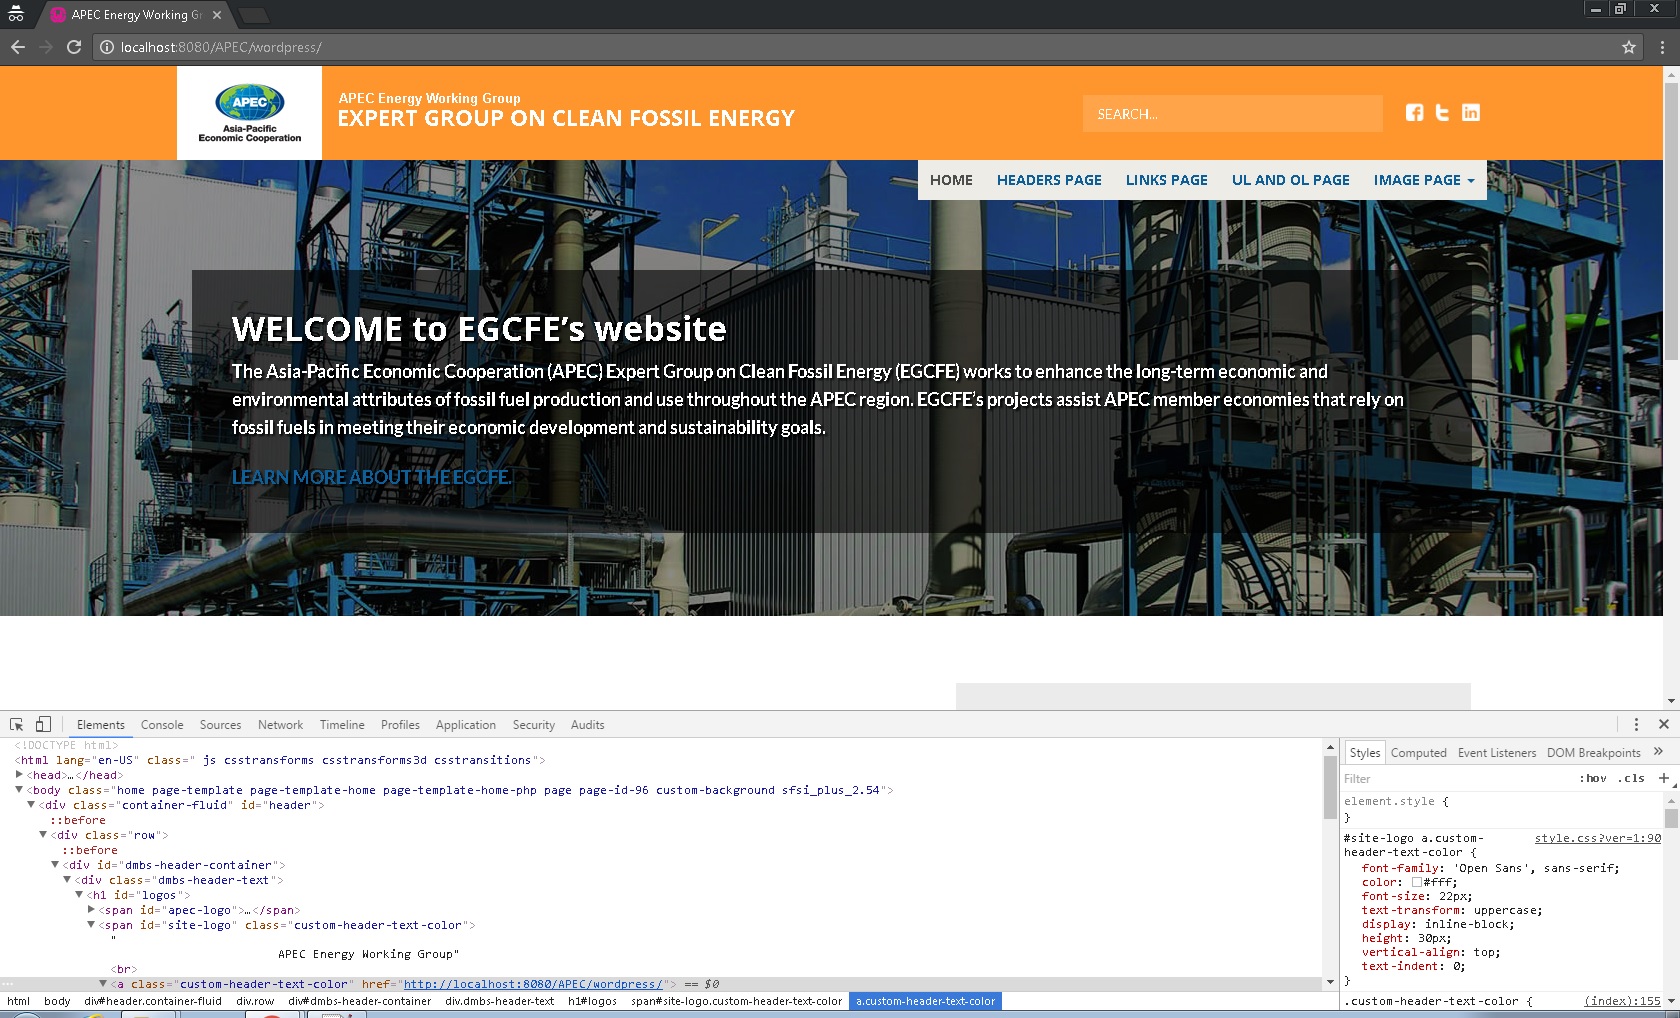 APEC Energy Working Gr
localhost:8080/APEC/wordpress/
APEC
Asia-Pacific
Economic Cooperation
APEC Energy Working Group
EXPERT GROUP ON CLEAN FOSSIL ENERGY
SEARCH...
HOME HEADERS PAGE LINKS PAGE UL AND OL PAGE IMAGE PAGE
WELCOME to EGCFE’s website
The Asia-Pacific Economic Cooperation (APEC) Expert Group on Clean Fossil Energy (EGCFE) works to enhance the long-term economic and
environmental attributes of fossil fuel production and use throughout the APEC region. EGCFE’s projects assist APEC member economies that rely on
fossil fuels in meeting their economic development and sustainability goals.
LEARN MORE ABOUT THE EGCFE.
Elements Console Sources Network Timeline Profiles Application Security Audits
<!DOCTYPE html>
<html lang="en-US" class=" js csstransforms csstransforms3d csstransitions">
<head>…</head>
<body class="home page-template page-template-home page-template-home-php page page-id-96 custom-background sfsi_plus_2.54">
<div class="container-fluid" id="header">
::before
<div class="row">
::before
<div id="dmbs-header-container">
<div class="dmbs-header-text">
<h1 id="logos">
<span id="apec-logo">…</span>
<span id="site-logo" class="custom-header-text-color">
"
APEC Energy Working Group"
<br>
<a class="custom-header-text-color" href="http://localhost:8080/APEC/wordpress/"> == $0
html body div#header.container-fluid div.row div#dmbs-header-container div.dmbs-header-text h1#logos span#site-logo.custom-header-text-color a.custom-header-text-color
Styles Computed Event Listeners DOM Breakpoints »
Filter :hov .cls +
element.style {
}
#site-logo a.custom- style.css?ver=1:90
header-text-color {
font-family: 'Open Sans', sans-serif;
color: #fff;
font-size: 22px;
text-transform: uppercase;
display: inline-block;
height: 30px;
vertical-align: top;
text-indent: 0;
}
.custom-header-text-color { (index):155